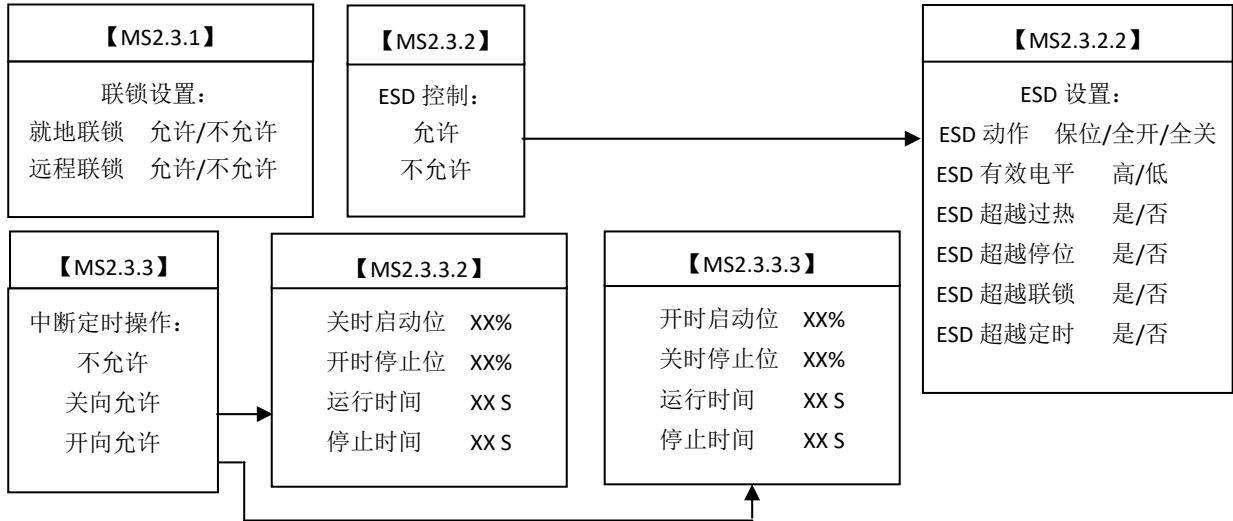 【MS2.3.1】
联锁设置：
就地联锁 允许/不允许
远程联锁 允许/不允许
【MS2.3.2】
ESD 控制：
允许
不允许
【MS2.3.2.2】
ESD 设置：
ESD 动作 保位/全开/全关
ESD 有效电平 高/低
ESD 超越过热 是/否
ESD 超越停位 是/否
ESD 超越联锁 是/否
ESD 超越定时 是/否
【MS2.3.3】
中断定时操作：
不允许
关向允许
开向允许
【MS2.3.3.2】
关时启动位 XX%
开时停止位 XX%
运行时间 XX S
停止时间 XX S
【MS2.3.3.3】
开时启动位 XX%
关时停止位 XX%
运行时间 XX S
停止时间 XX S